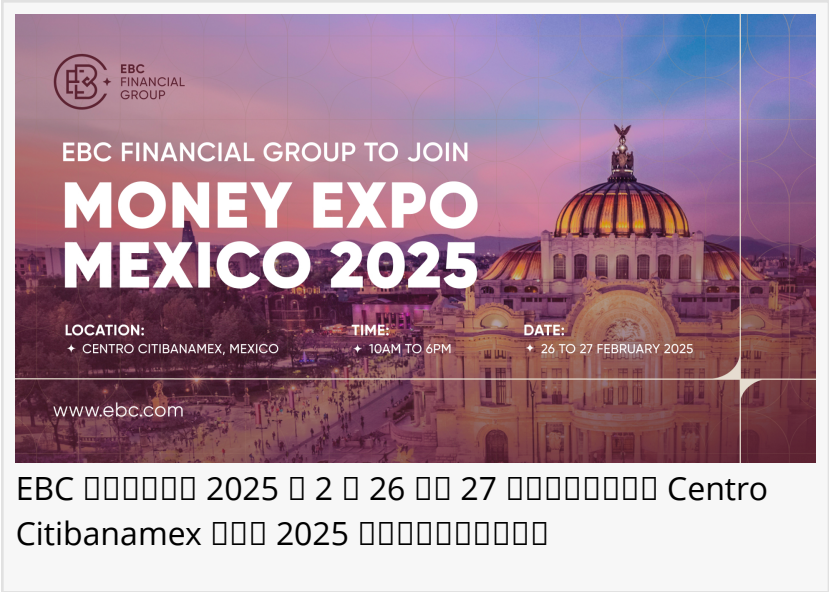 EBC
FINANCIAL
GROUP
EBC FINANCIAL GROUP TO JOIN
MONEY EXPO
MEXICO 2025
LOCATION:
CENTRO CITIBANAMEX, MEXICO
TIME:
10AM TO 6PM
DATE:
26 TO 27 FEBRUARY 2025
www.ebc.com
EBC 2025 2 26 27 Centro
Citibanamex 2025